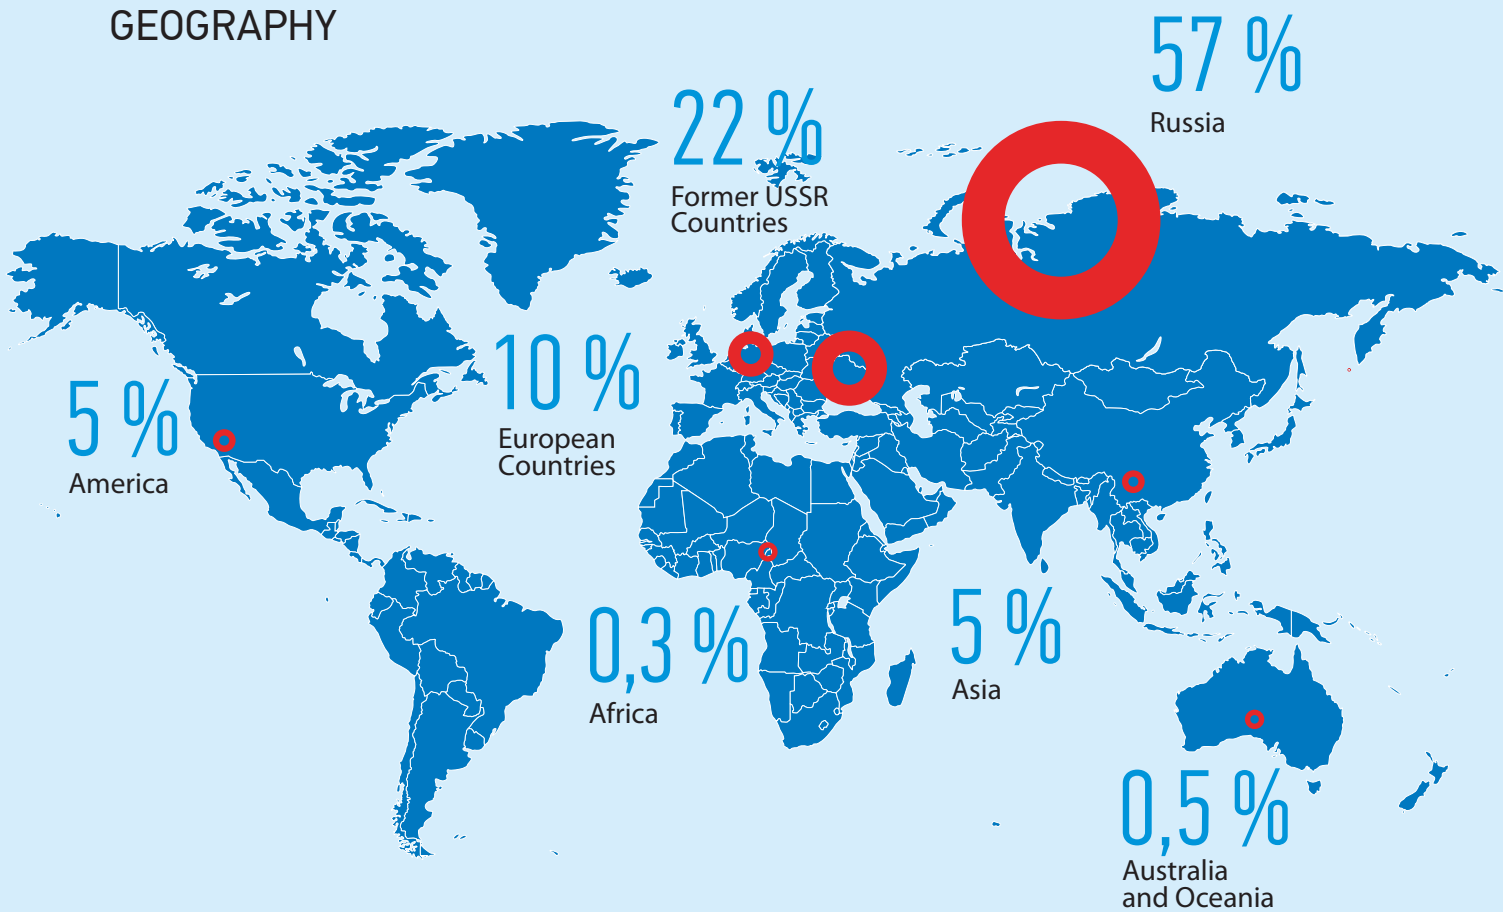 GEOGRAPHY
57 %
Russia
22 %
Former USSR
Countries
10 %
European
Countries
5 %
America
0,3 %
Africa
5 %
Asia
0,5 %
Australia
and Oceania